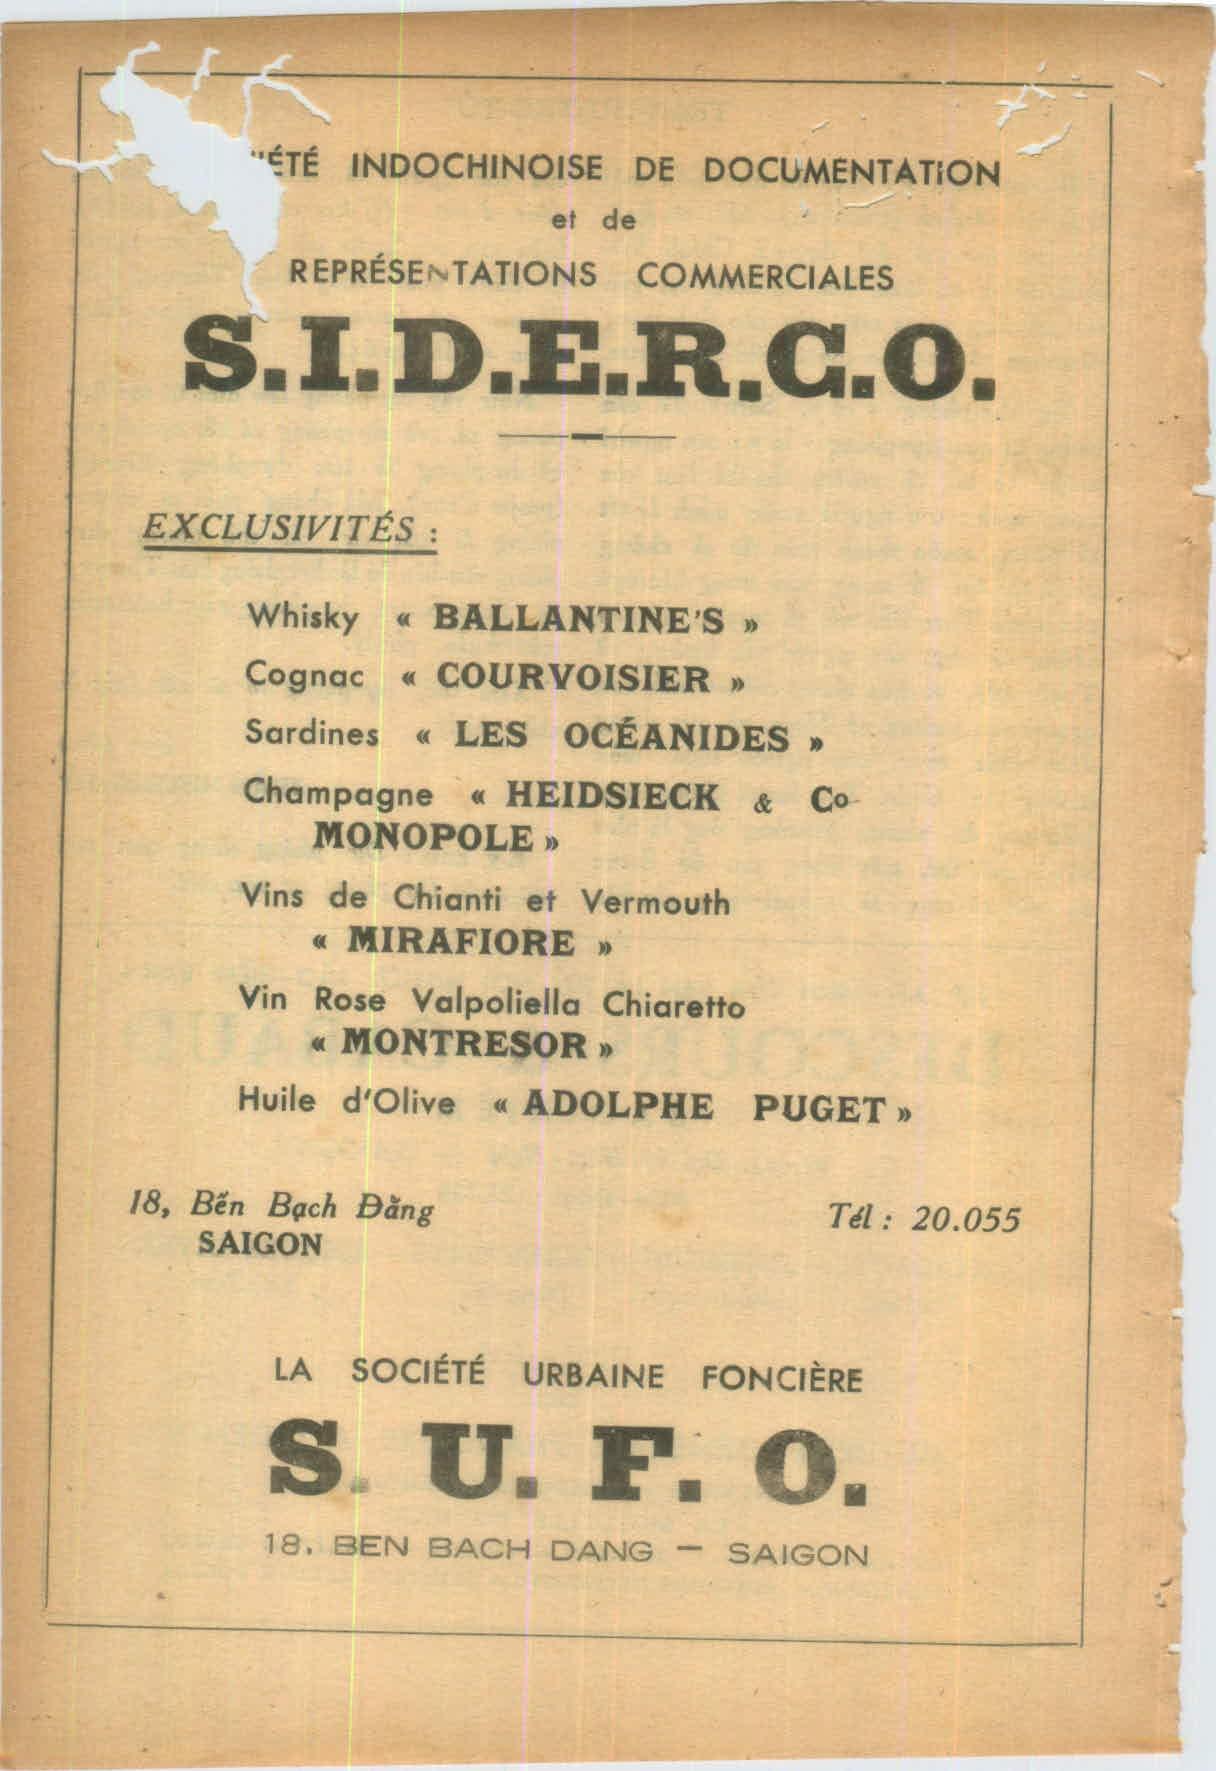 IÉTÉ INDOCHINOISE DE DOCUMENTATION
et de
REPRÉSENTATIONS COMMERCIALES
S.I.D.E.R.C.O.
EXCLUSIVITÉS :
Whisky « BALLANTINE'S »
Cognac « COURVOISIER »
Sardines « LES OCÉANIDES »
Champagne « HEIDSIECK & Co
MONOPOLE »
Vins de Chianti et Vermouth
« MIRAFIORE »
Vin Rose Valpoliella Chiaretto
« MONTRESOR »
Huile d'Olive « ADOLPHE PUGET »
18, Bến Bạch Đằng Tél : 20.055
SAIGON
LA SOCIÉTÉ URBAINE FONCIÈRE
S. U. F. O.
18, BEN BACH DANG — SAIGON